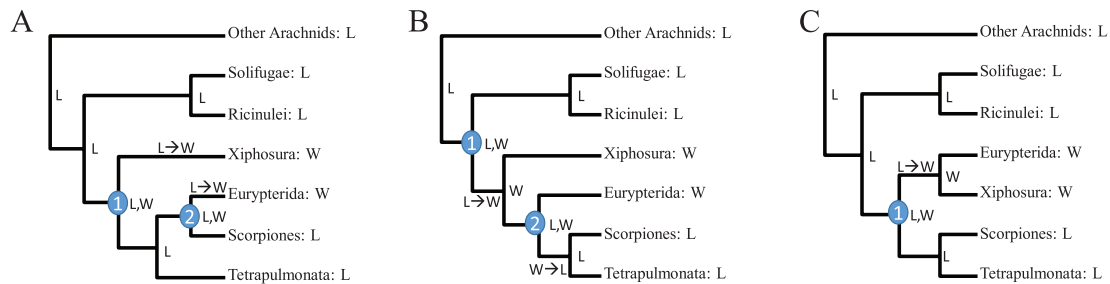 A
Other Arachnids: L
Solifugae: L
L
L
Ricinulei: L
L
L→W
Xiphosura: W
L→W
Eurypterida: W
1 L,W
2 L,W
Scorpiones: L
L
Tetrapulmonata: L
B
Other Arachnids: L
Solifugae: L
L
L
Ricinulei: L
1 L,W
Xiphosura: W
W
L→W
Eurypterida: W
2 L,W
Scorpiones: L
L
W→L
Tetrapulmonata: L
C
Other Arachnids: L
Solifugae: L
L
L
Ricinulei: L
L
Eurypterida: W
L→W
W
Xiphosura: W
1 L,W
Scorpiones: L
L
Tetrapulmonata: L